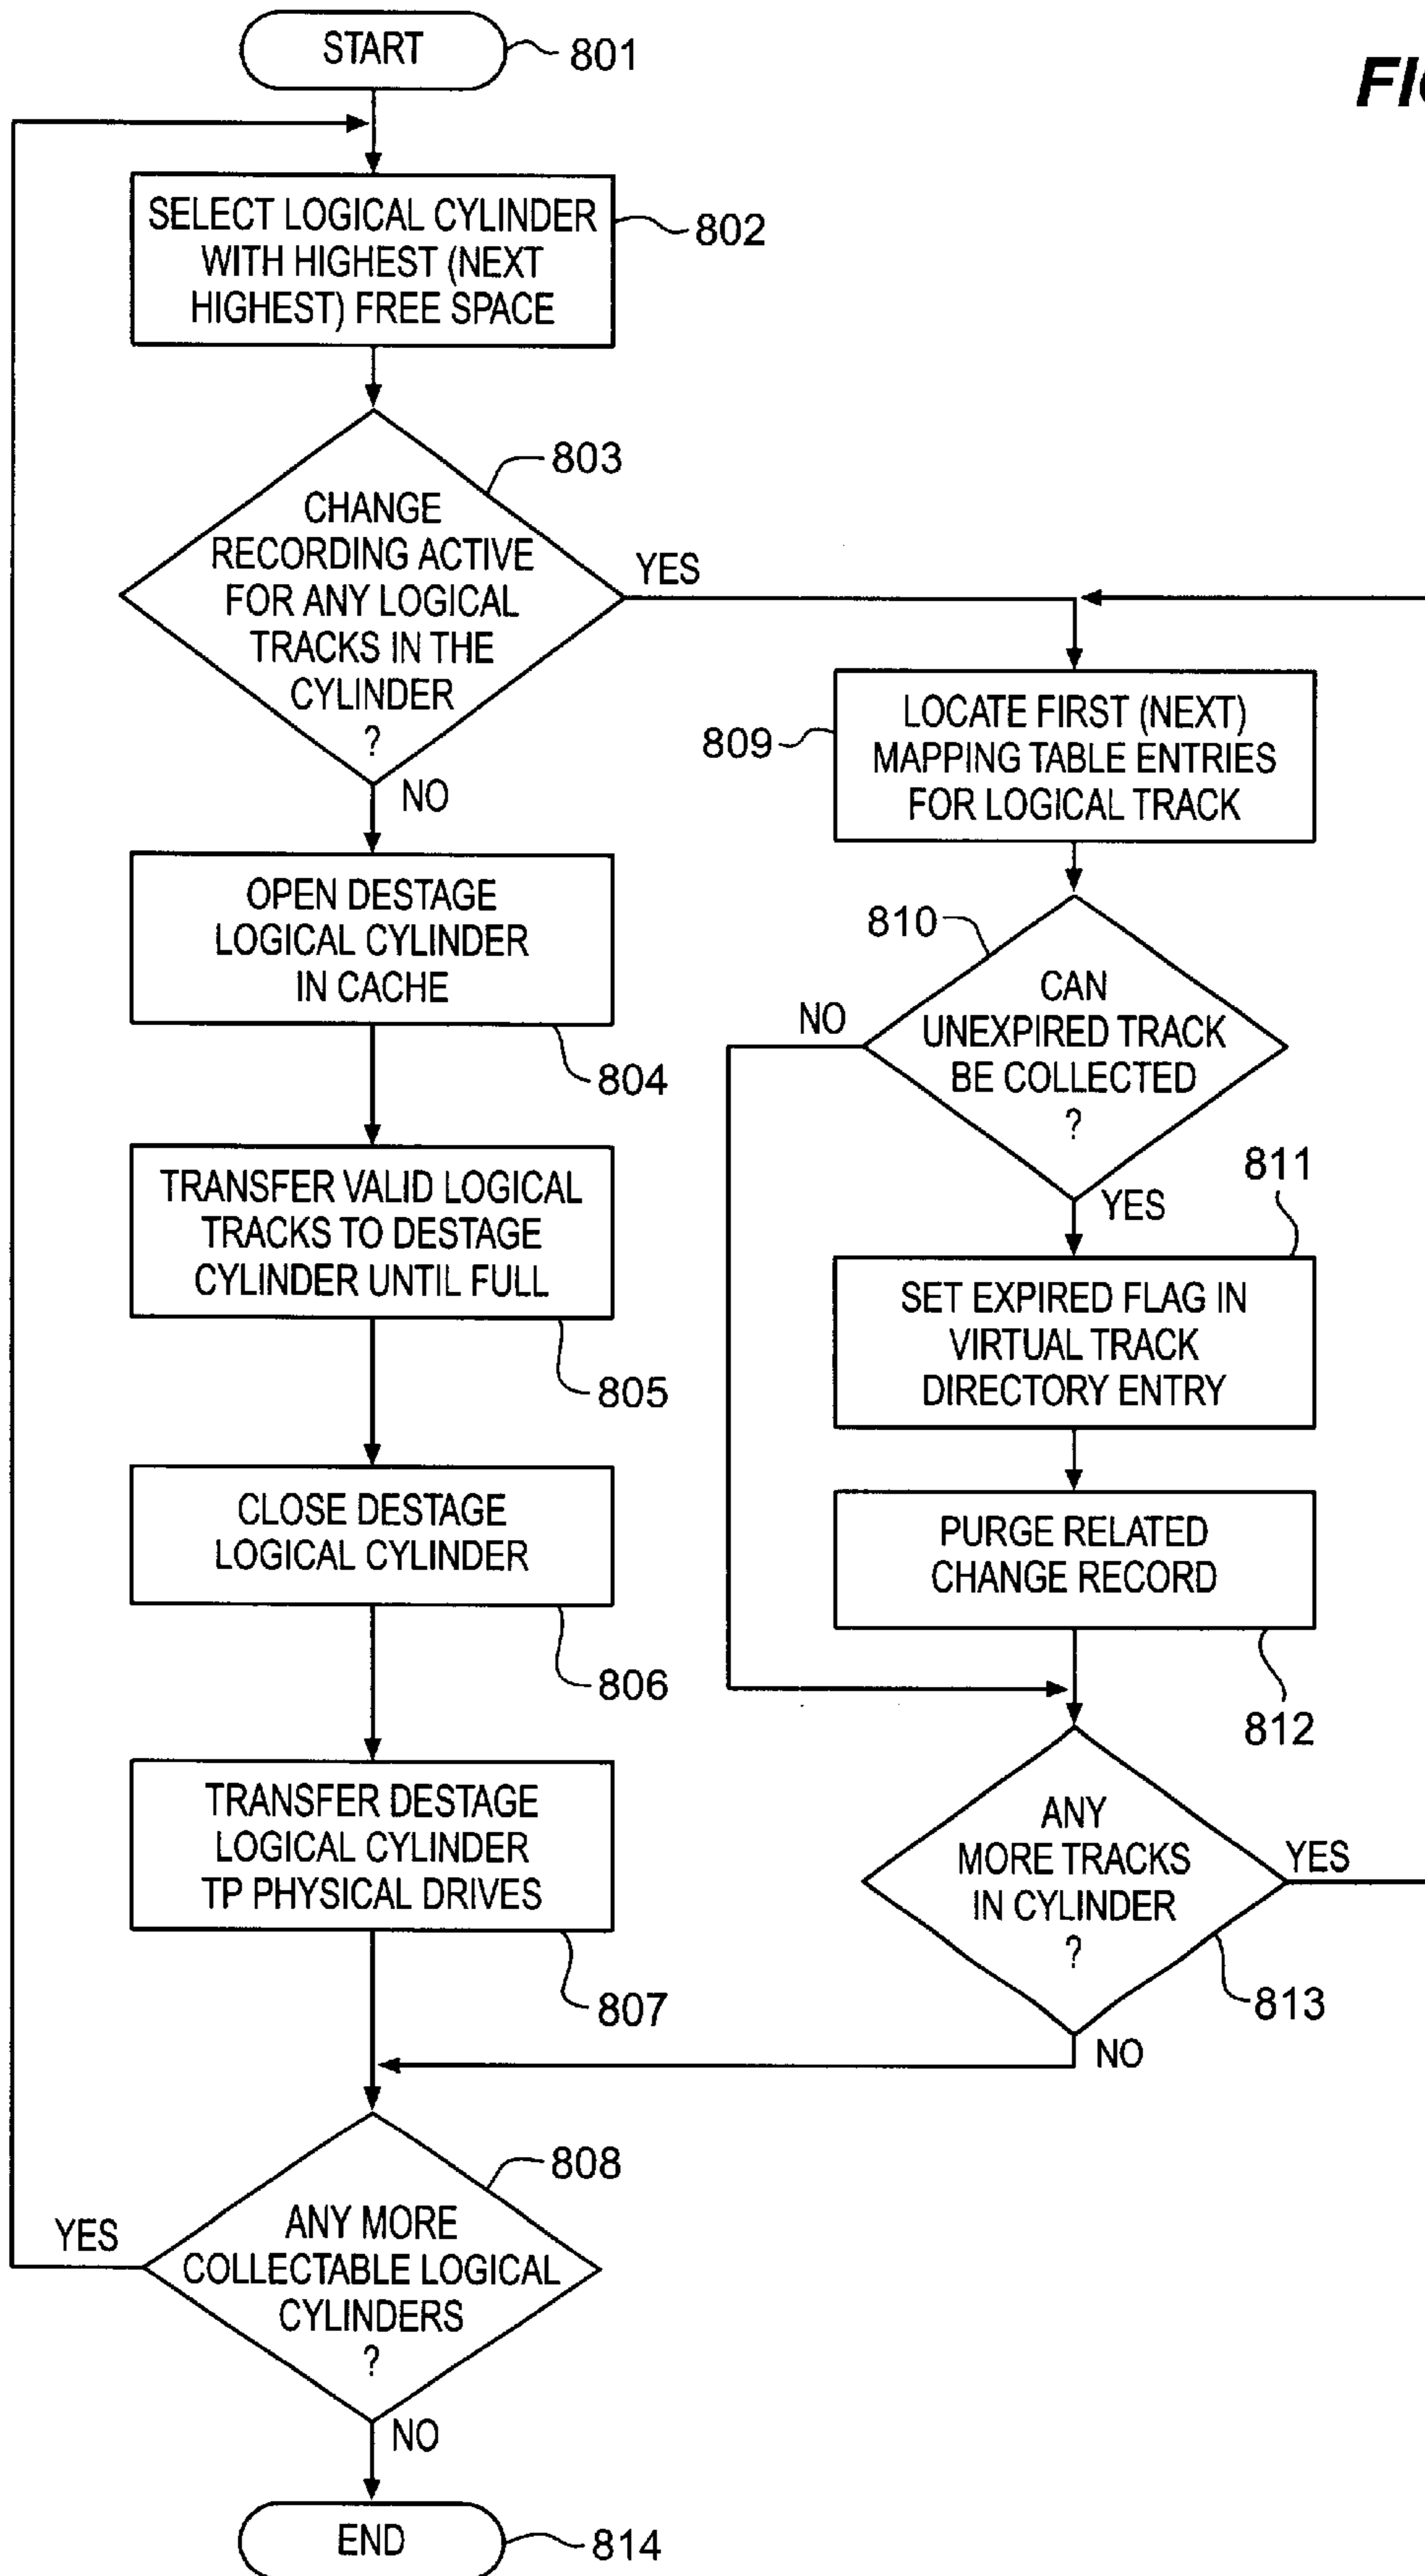 START
801
FIG
SELECT LOGICAL CYLINDER
WITH HIGHEST (NEXT
HIGHEST) FREE SPACE
802
803
CHANGE
RECORDING ACTIVE
FOR ANY LOGICAL
TRACKS IN THE
CYLINDER
?
YES
NO
OPEN DESTAGE
LOGICAL CYLINDER
IN CACHE
804
TRANSFER VALID LOGICAL
TRACKS TO DESTAGE
CYLINDER UNTIL FULL
805
CLOSE DESTAGE
LOGICAL CYLINDER
806
TRANSFER DESTAGE
LOGICAL CYLINDER
TP PHYSICAL DRIVES
807
809
LOCATE FIRST (NEXT)
MAPPING TABLE ENTRIES
FOR LOGICAL TRACK
810
NO
CAN
UNEXPIRED TRACK
BE COLLECTED
?
YES
811
SET EXPIRED FLAG IN
VIRTUAL TRACK
DIRECTORY ENTRY
PURGE RELATED
CHANGE RECORD
812
ANY
MORE TRACKS
IN CYLINDER
?
YES
813
NO
808
YES
ANY MORE
COLLECTABLE LOGICAL
CYLINDERS
?
NO
END
814